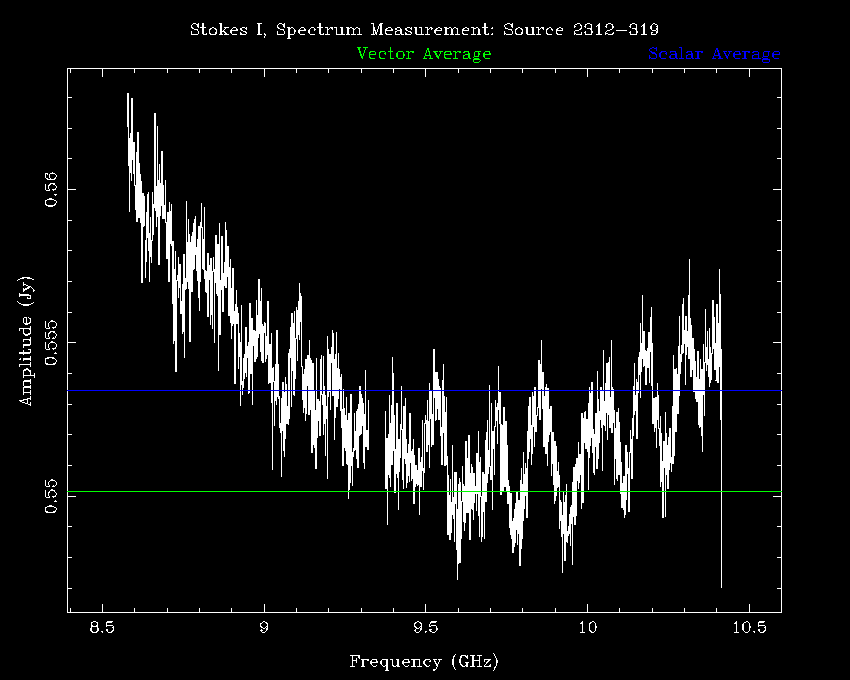 Stokes I, Spectrum Measurement: Source 2312-319
Vector Average Scalar Average
0.56
0.555
0.55
Amplitude (Jy)
8.5 9 9.5 10 10.5
Frequency (GHz)